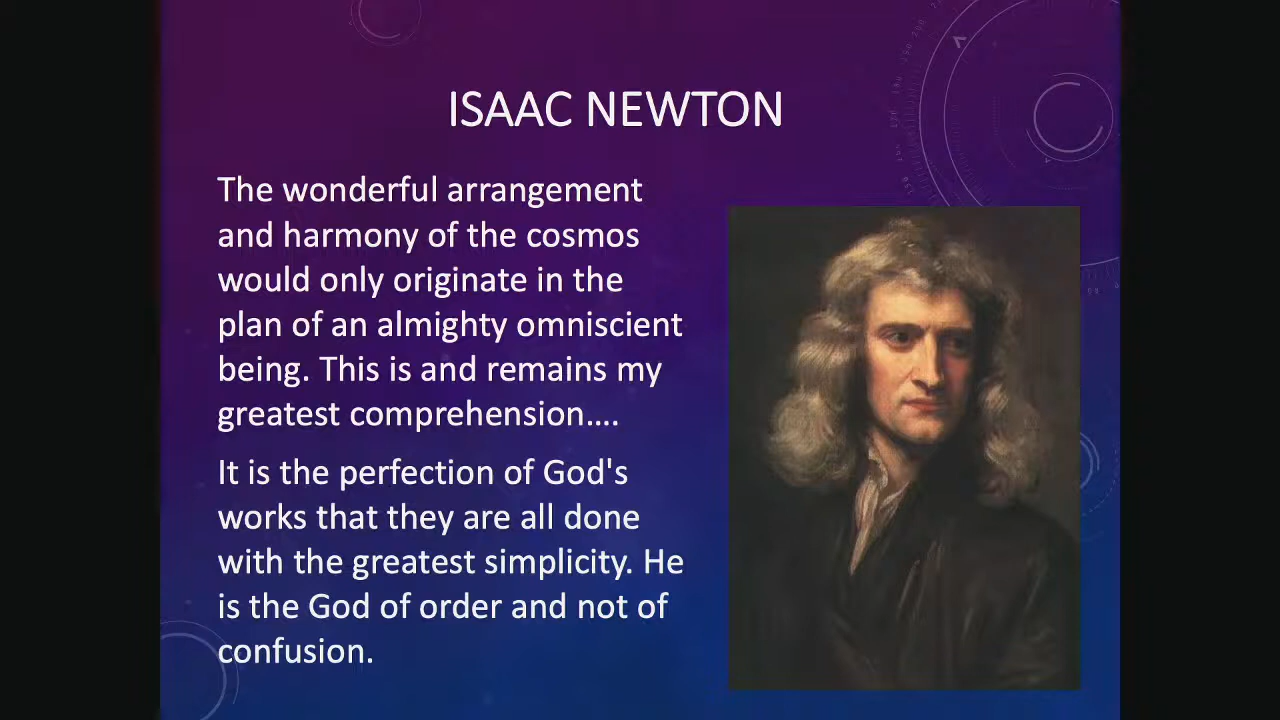 ISAAC NEWTON
The wonderful arrangement
and harmony of the cosmos
would only originate in the
plan of an almighty omniscient
being. This is and remains my
greatest comprehension....
It is the perfection of God's
works that they are all done
with the greatest simplicity. He
is the God of order and not of
confusion.